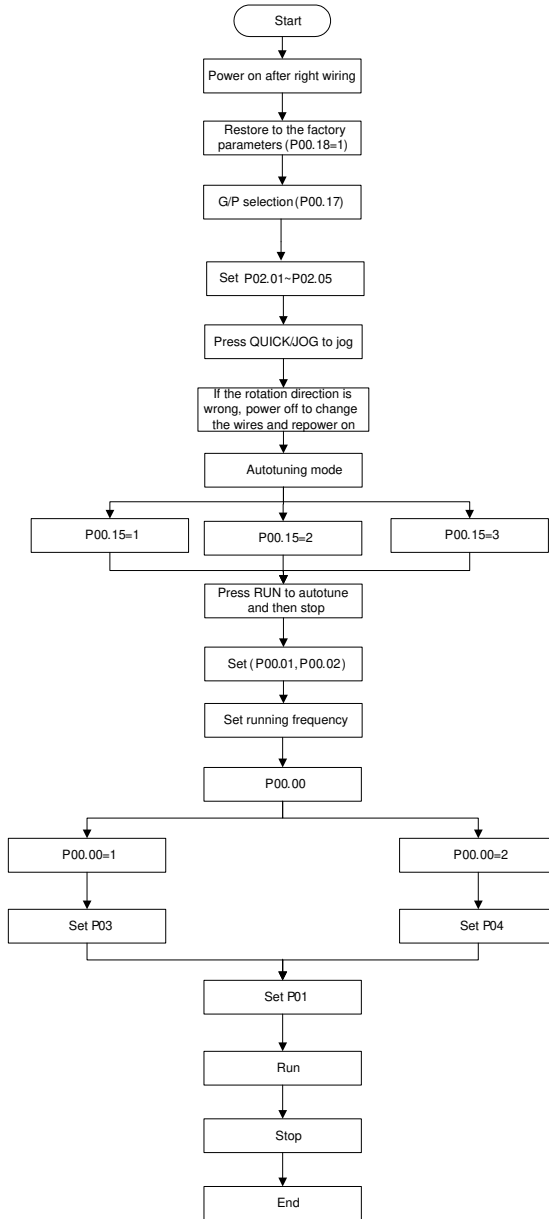 Start
Power on after right wiring
Restore to the factory
parameters (P00.18=1)
G/P selection (P00.17)
Set P02.01~P02.05
Press QUICK/JOG to jog
If the rotation direction is
wrong, power off to change
the wires and repower on
Autotuning mode
P00.15=1
P00.15=2
P00.15=3
Press RUN to autotune
and then stop
Set (P00.01, P00.02)
Set running frequency
P00.00
P00.00=1
P00.00=2
Set P03
Set P04
Set P01
Run
Stop
End